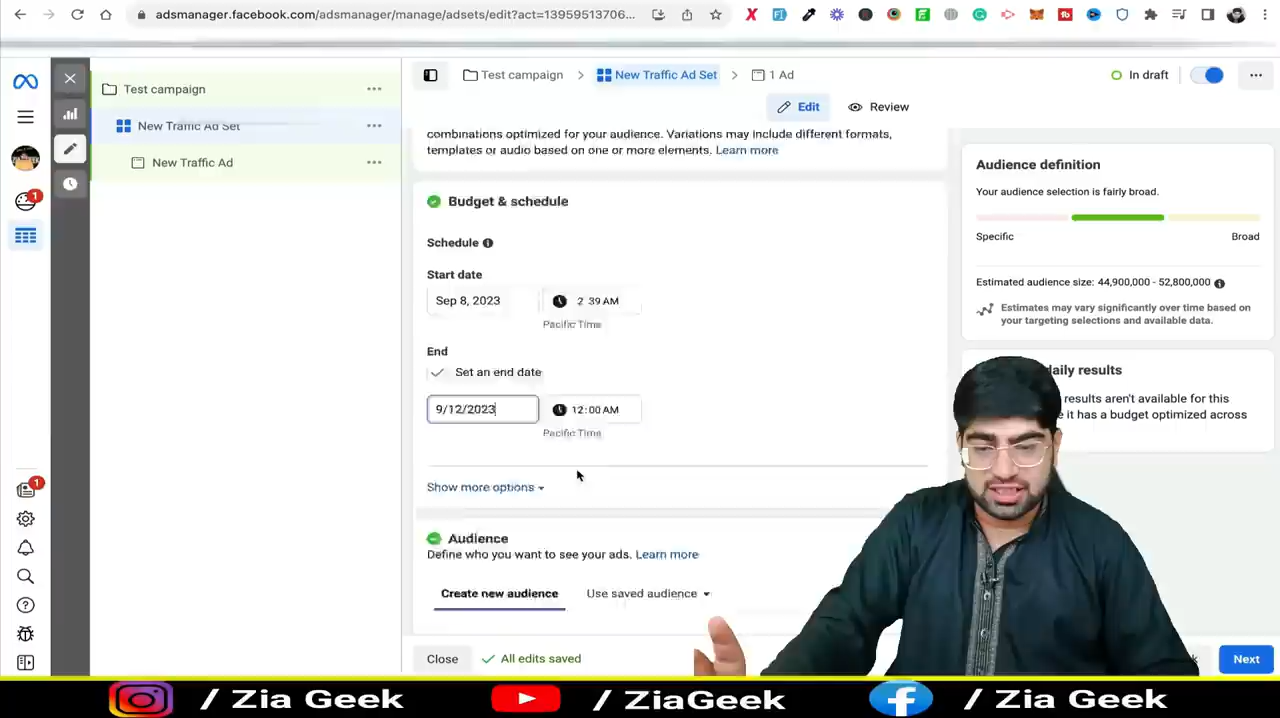 adsmanager.facebook.com/adsmanager/manage/adsets/edit?act=13959513706...
Test campaign
New Traffic Ad Set
New Traffic Ad
Test campaign > New Traffic Ad Set > 1 Ad
In draft
Edit
Review
combinations optimized for your audience. Variations may include different formats,
templates or audio based on one or more elements. Learn more
Budget & schedule
Schedule
Start date
Sep 8, 2023
2 39 AM
Pacific Time
End
Set an end date
9/12/2023
12:00 AM
Pacific Time
Show more options
Audience
Define who you want to see your ads. Learn more
Create new audience
Use saved audience
Close
All edits saved
Audience definition
Your audience selection is fairly broad.
Specific
Broad
Estimated audience size: 44,900,000 - 52,800,000
Estimates may vary significantly over time based on
your targeting selections and available data.
daily results
results aren't available for this
it has a budget optimized across
Next
1
1
/ Zia Geek
/ ZiaGeek
/ Zia Geek